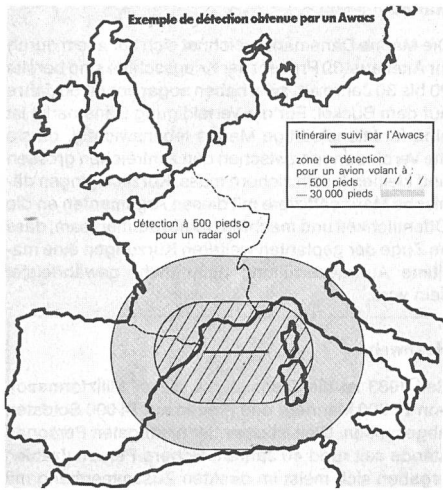 Exemple de détection obtenue par un Awacs
itinéraire suivi par l'Awacs
zone de détection
pour un avion volant à :
— 500 pieds
— 30 000 pieds
détection à 500 pieds
pour un radar sol